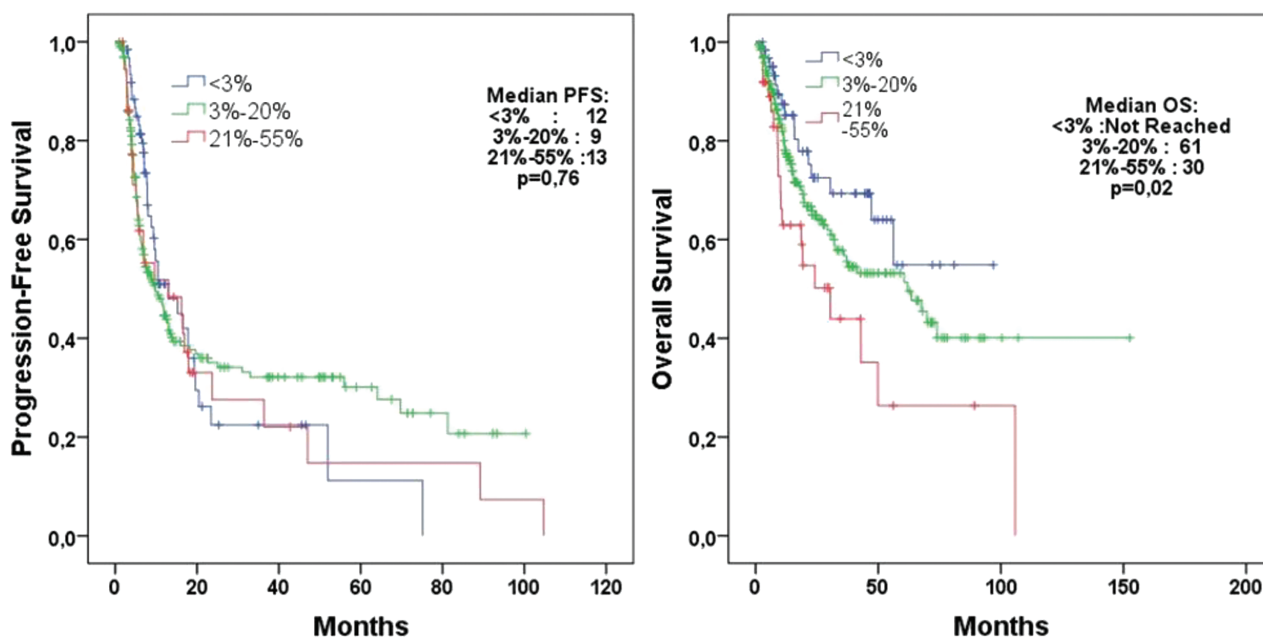 Progression-Free Survival
1,0
0,8
0,6
0,4
0,2
0,0
<3%
3%-20%
21%-55%
Median PFS:
<3% : 12
3%-20% : 9
21%-55% :13
p=0,76
0 20 40 60 80 100 120
Months
Overall Survival
1,0
0,8
0,6
0,4
0,2
0,0
<3%
3%-20%
21%
-55%
Median OS:
<3% :Not Reached
3%-20% : 61
21%-55% : 30
p=0,02
0 50 100 150 200
Months